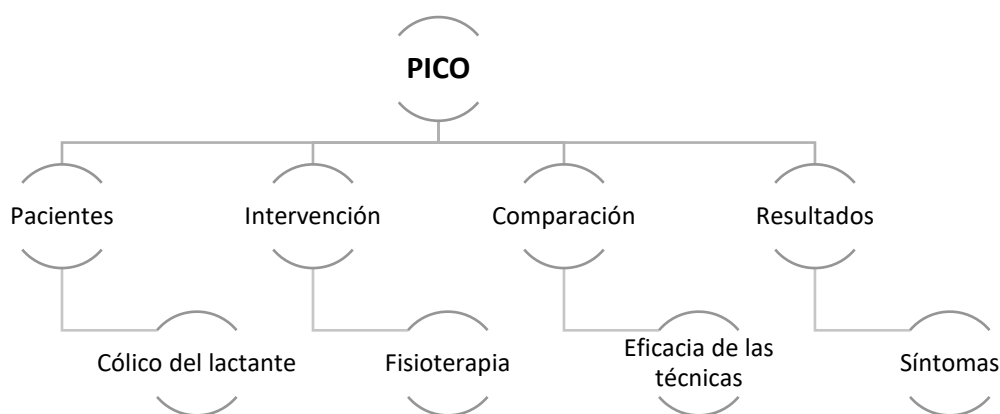 PICO
Pacientes
Intervención
Comparación
Resultados
Cólico del lactante
Fisioterapia
Eficacia de las
técnicas
Síntomas